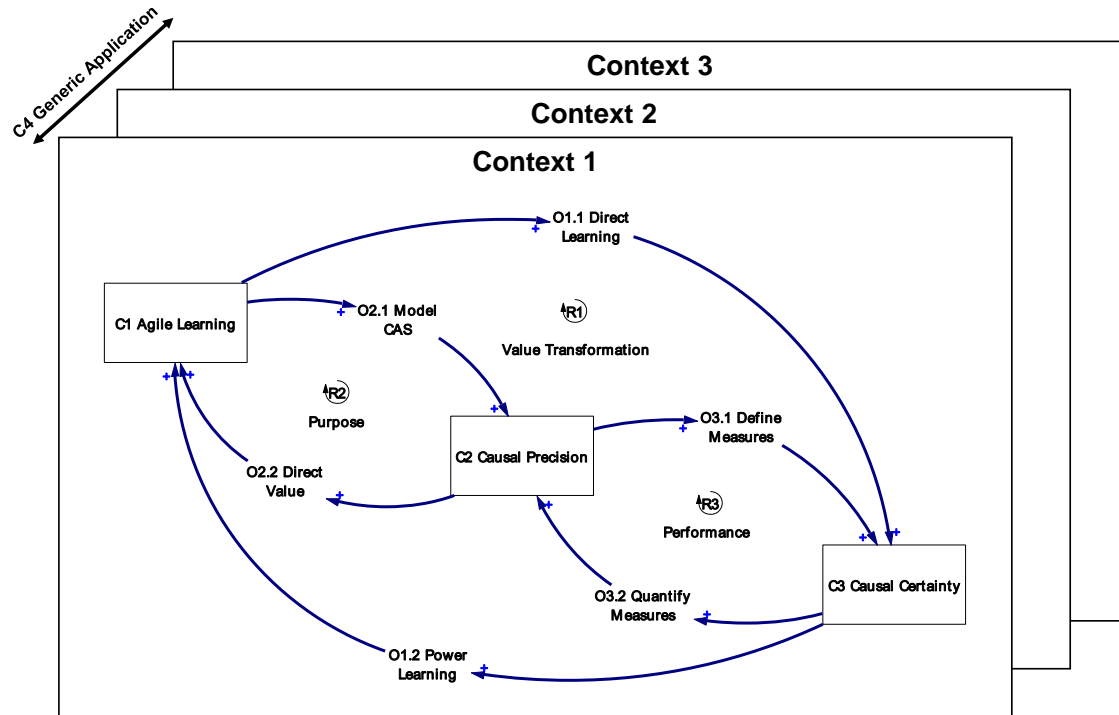 C4 Generic Application
Context 3
Context 2
Context 1
O1.1 Direct
Learning
+
C1 Agile Learning
O2.1 Model
CAS
+
R1
Value Transformation
+
+
R2
Purpose
+
C2 Causal Precision
O3.1 Define
Measures
+
O2.2 Direct
Value
+
+
R3
Performance
+
+
C3 Causal Certainty
O3.2 Quantify
Measures
+
O1.2 Power
Learning
+